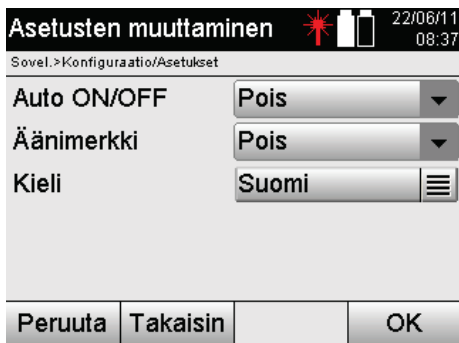 Asetusten muuttaminen 22/06/11
08:37
Sovel.>Konfiguraatio/Asetukset
Auto ON/OFF Pois
Äänimerkki Pois
Kieli Suomi
Peruuta Takaisin OK